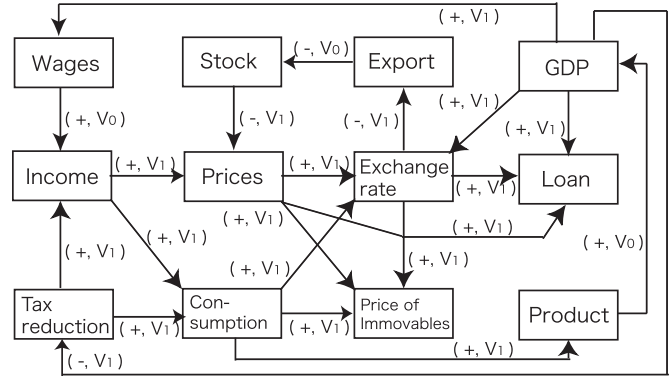 (+, V1)
Wages
Stock
(-, V0)
Export
GDP
(+, V0)
(-, V1)
(-, V1)
(+, V1)
(+, V1)
Income
(+, V1)
Prices
(+, V1)
Exchange
rate
(+, V1)
Loan
(+, V1)
(+, V1)
(+, V1)
(+, V1)
(+, V0)
(+, V1)
(+, V1)
Tax
reduction
(+, V1)
Con-
sumption
(+, V1)
Price of
Immovables
Product
(+, V1)
(-, V1)